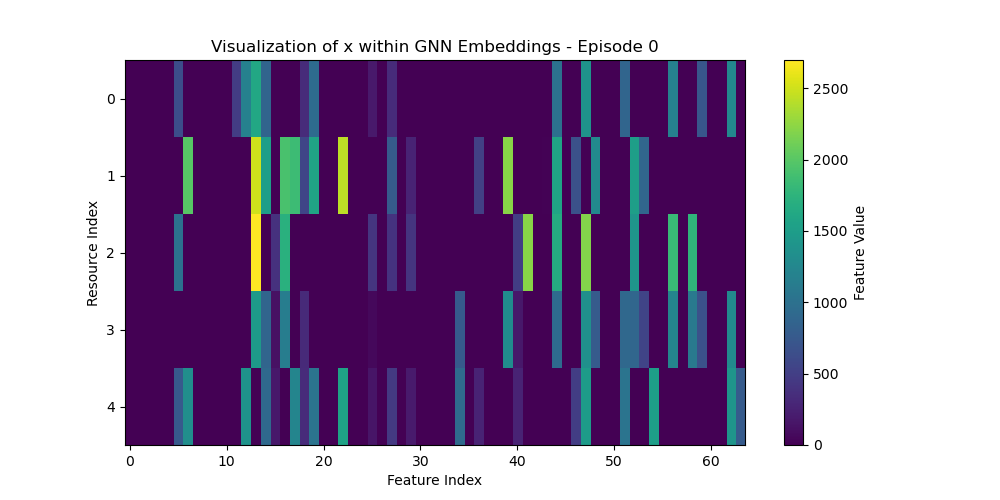 Visualization of x within GNN Embeddings - Episode 0
Resource Index
0
1
2
3
4
0 10 20 30 40 50 60
Feature Index
2500
2000
1500
1000
500
0
Feature Value